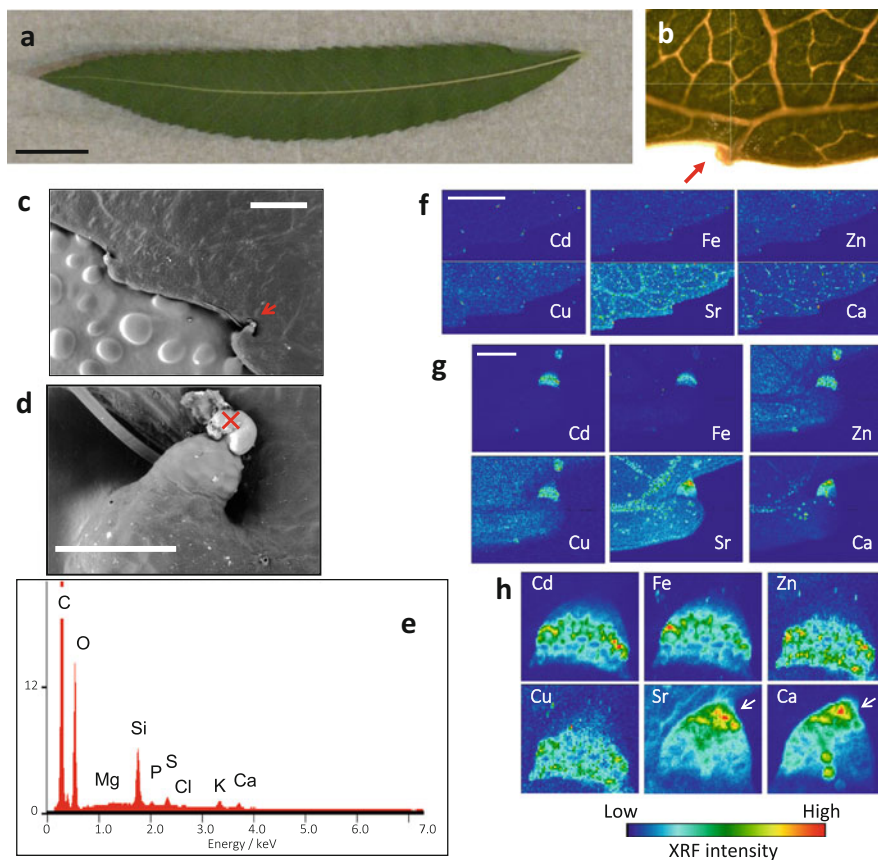 a
b
c
f
Cd Fe Zn
Cu Sr Ca
g
Cd Fe Zn
Cu Sr Ca
d
e
C
O
12
Si
Mg P S Cl K Ca
0
0 1.0 2.0 3.0 4.0 5.0 6.0 7.0
Energy / keV
h
Cd Fe Zn
Cu Sr Ca
Low High
XRF intensity